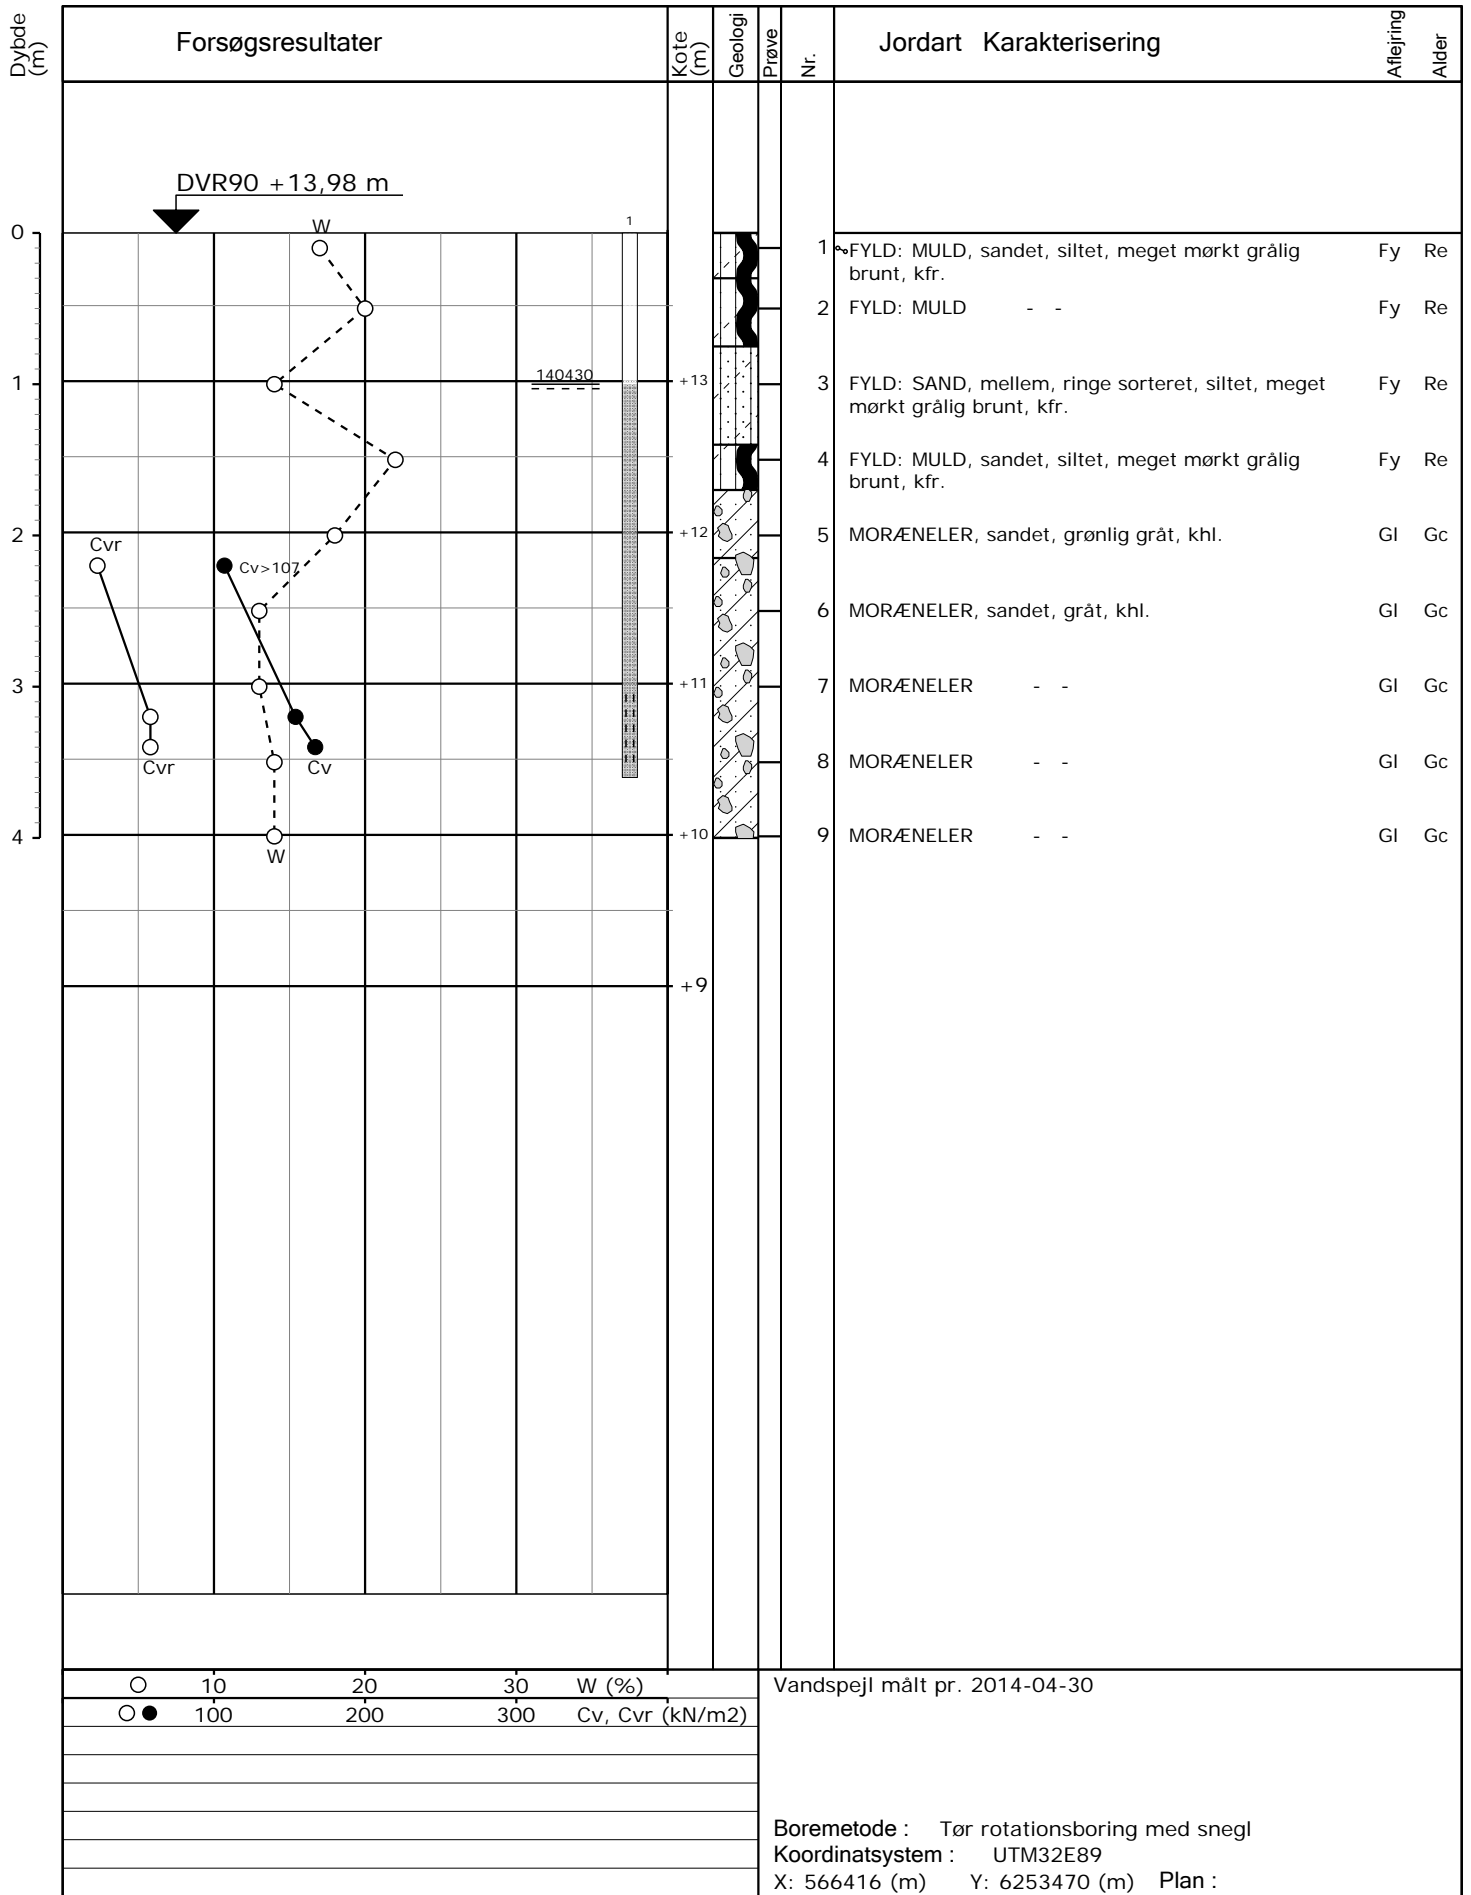 Dybde (m)
Forsøgsresultater
Kote (m)
Geologi
Prøve
Nr.
Jordart Karakterisering
Aflejring
Alder
DVR90 +13,98 m
W
1
0
1 FYLD: MULD, sandet, siltet, meget mørkt grålig Fy Re
brunt, kfr.
2 FYLD: MULD - - Fy Re
140430
1
+13
3 FYLD: SAND, mellem, ringe sorteret, siltet, meget Fy Re
mørkt grålig brunt, kfr.
4 FYLD: MULD, sandet, siltet, meget mørkt grålig Fy Re
brunt, kfr.
2
+12
5 MORÆNELER, sandet, grønlig gråt, khl. Gl Gc
Cvr
Cv>107
6 MORÆNELER, sandet, gråt, khl. Gl Gc
3
+11
7 MORÆNELER - - Gl Gc
Cvr
Cv
8 MORÆNELER - - Gl Gc
4
+10
9 MORÆNELER - - Gl Gc
W
+9
10 20 30 W (%)
100 200 300 Cv, Cvr (kN/m2)
Vandspejl målt pr. 2014-04-30
Boremetode : Tør rotationsboring med snegl
Koordinatsystem : UTM32E89
X: 566416 (m) Y: 6253470 (m) Plan :